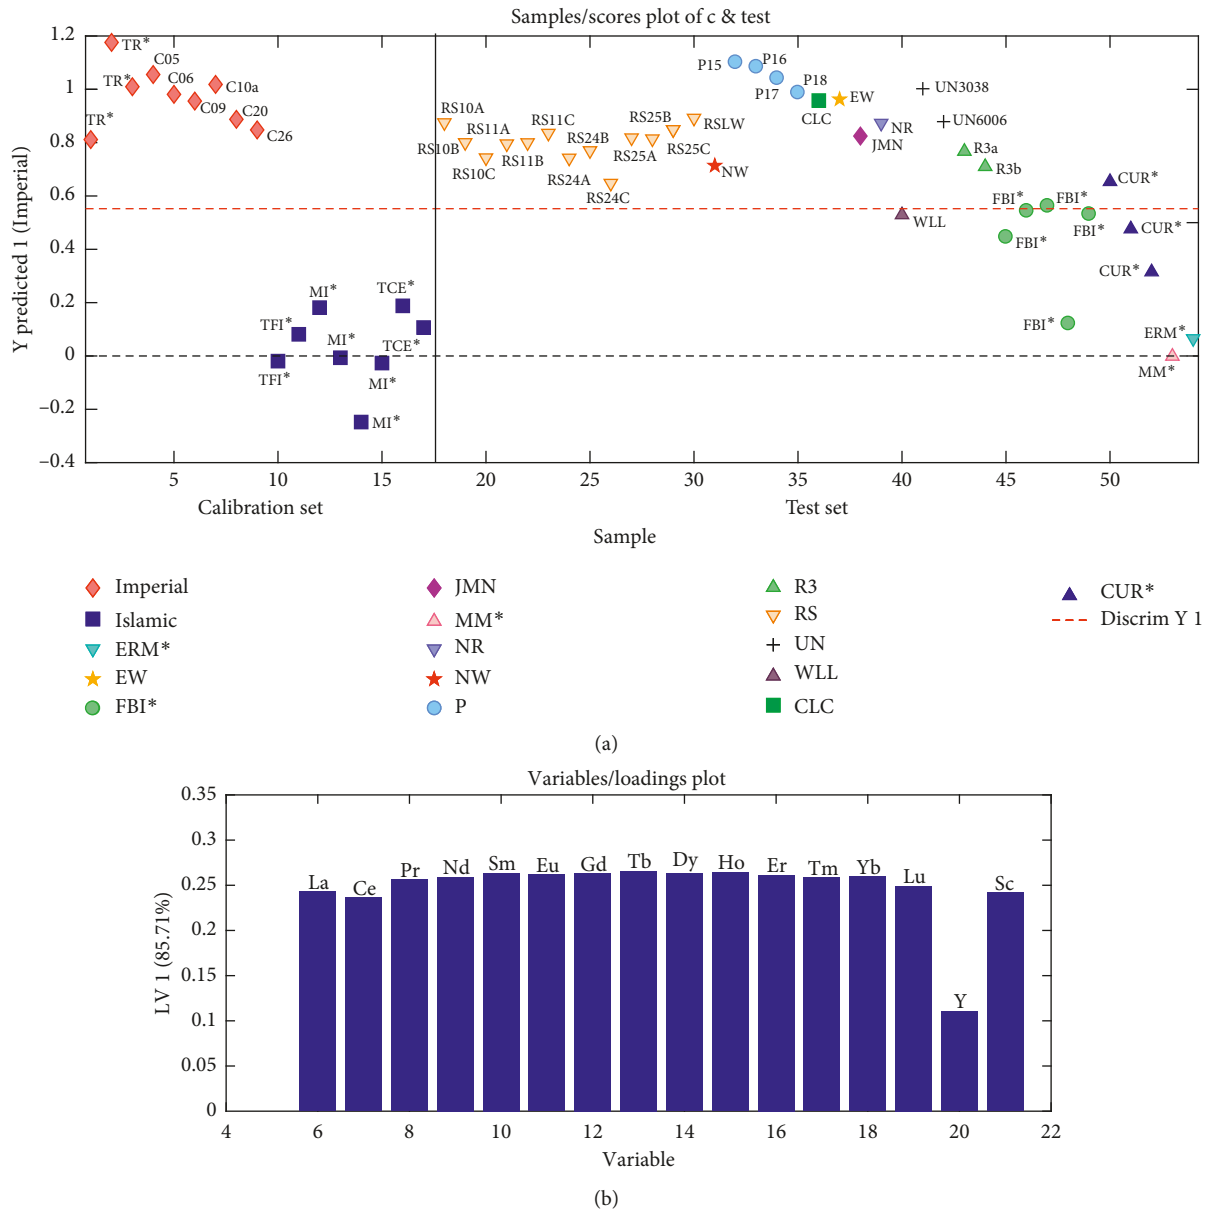 Samples/scores plot of c & test
Y predicted 1 (Imperial)
1.2
1
0.8
0.6
0.4
0.2
0
−0.2
−0.4
TR*
TR*
TR*
C05
C06
C09
C10a
C20
C26
TFI*
TFI*
MI*
MI*
MI*
MI*
TCE*
TCE*
RS10A
RS10B
RS10C
RS11A
RS11B
RS11C
RS24A
RS24B
RS24C
RS25A
RS25B
RS25C
RSLW
NW
P15
P16
P17
P18
CLC
EW
JMN
NR
WLL
UN3038
UN6006
R3a
R3b
FBI*
FBI*
FBI*
FBI*
FBI*
CUR*
CUR*
CUR*
MM*
ERM*
5 10 15 20 25 30 35 40 45 50
Calibration set Test set
Sample
Imperial
Islamic
ERM*
EW
FBI*
JMN
MM*
NR
NW
P
R3
RS
UN
WLL
CLC
CUR*
Discrim Y 1
(a)
Variables/loadings plot
LV 1 (85.71%)
0.35
0.3
0.25
0.2
0.15
0.1
0.05
0
La Ce Pr Nd Sm Eu Gd Tb Dy Ho Er Tm Yb Lu Y Sc
4 6 8 10 12 14 16 18 20 22
Variable
(b)